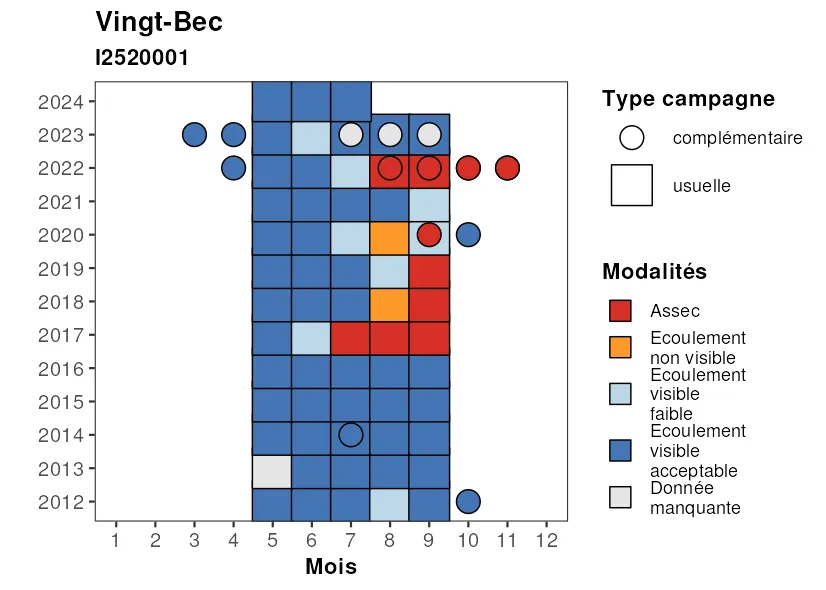 Vingt-Bec
I2520001
2024
2023
2022
2021
2020
2019
2018
2017
2016
2015
2014
2013
2012
1 2 3 4 5 6 7 8 9 10 11 12
Mois
Type campagne
complémentaire
usuelle
Modalités
Assec
Ecoulement
non visible
Ecoulement
visible
faible
Ecoulement
visible
acceptable
Donnée
manquante